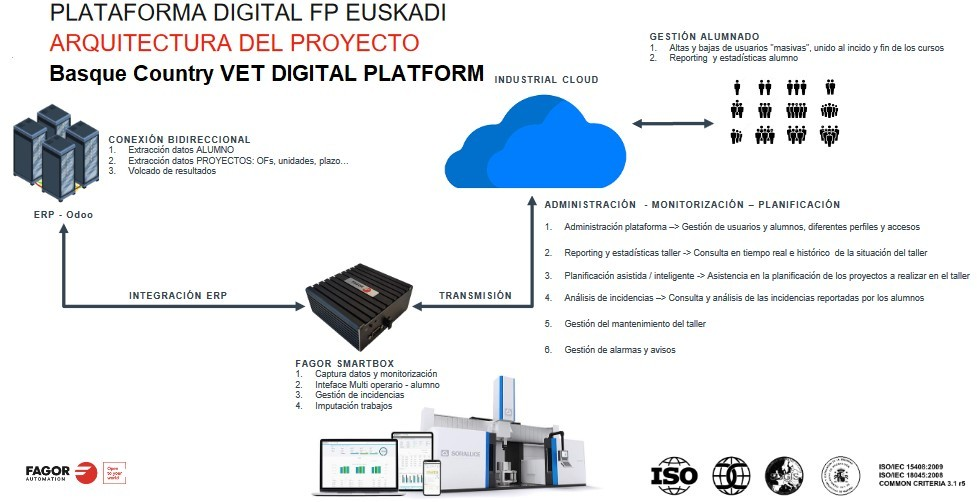 PLATAFORMA DIGITAL FP EUSKADI
ARQUITECTURA DEL PROYECTO
Basque Country VET DIGITAL PLATFORM
INDUSTRIAL CLOUD
GESTIÓN ALUMNADO
1. Altas y bajas de usuarios "masivas", unido al incido y fin de los cursos
2. Reporting y estadísticas alumno
CONEXIÓN BIDIRECCIONAL
1. Extracción datos ALUMNO
2. Extracción datos PROYECTOS: OFs, unidades, plazo...
3. Volcado de resultados
ERP - Odoo
INTEGRACIÓN ERP
TRANSMISIÓN
ADMINISTRACIÓN - MONITORIZACIÓN – PLANIFICACIÓN
1. Administración plataforma –> Gestión de usuarios y alumnos, diferentes perfiles y accesos
2. Reporting y estadísticas taller -> Consulta en tiempo real e histórico de la situación del taller
3. Planificación asistida / inteligente -> Asistencia en la planificación de los proyectos a realizar en el taller
4. Análisis de incidencias –> Consulta y análisis de las incidencias reportadas por los alumnos
5. Gestión del mantenimiento del taller
6. Gestión de alarmas y avisos
FAGOR
FAGOR SMARTBOX
1. Captura datos y monitorización
2. Inteface Multi operario - alumno
3. Gestión de incidencias
4. Imputación trabajos
SORALUCE
FAGOR
AUTOMATION
Open
to your
world
ISO
ISO/IEC 15408:2009
ISO/IEC 18045:2008
COMMON CRITERIA 3.1 r5